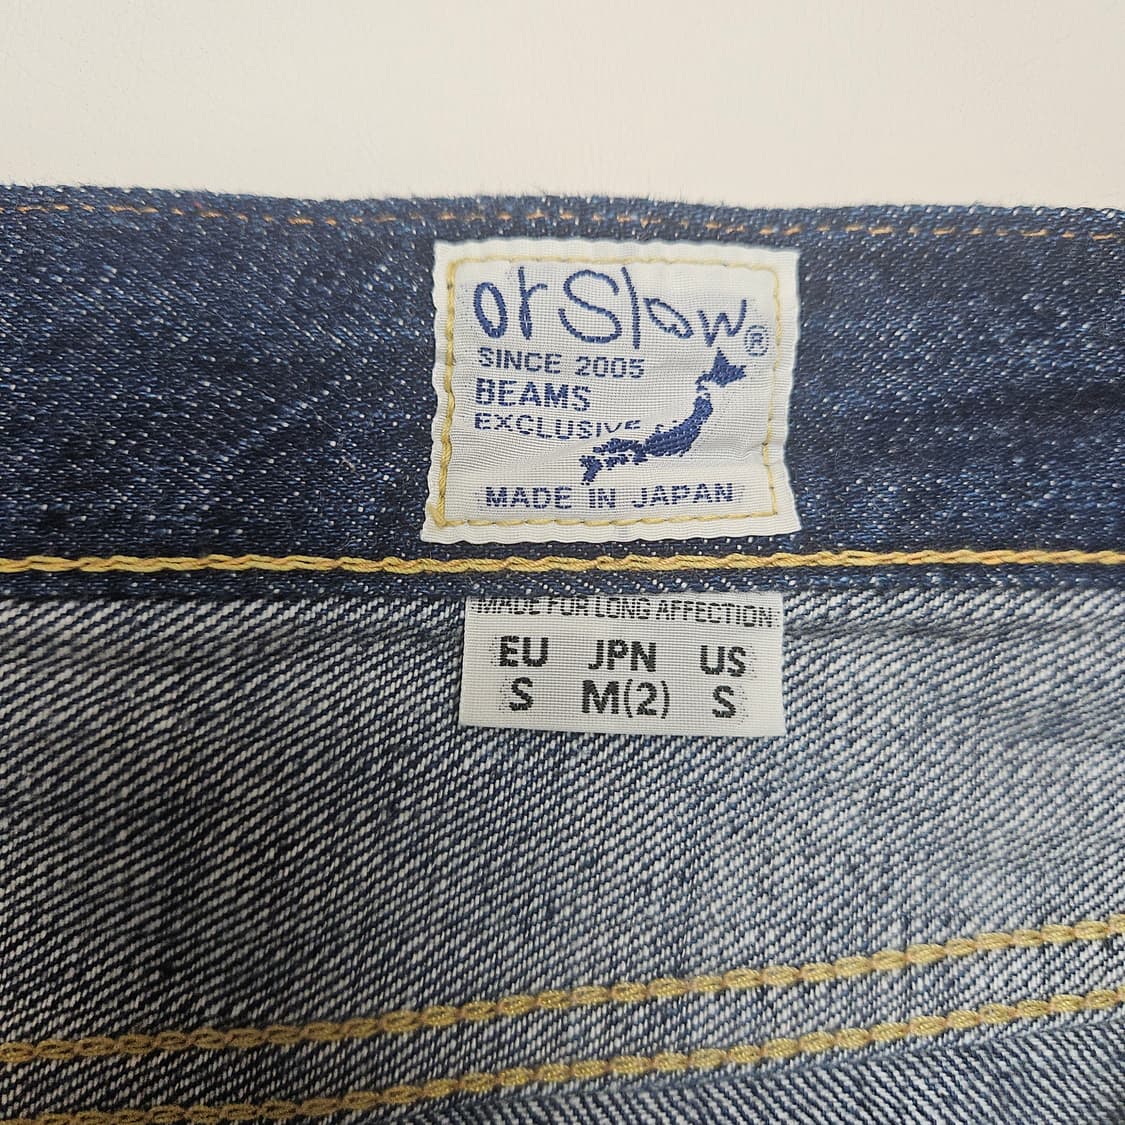 orSlow®
SINCE 2005
BEAMS
EXCLUSIVE
MADE IN JAPAN
MADE FOR LONG AFFECTION
EU JPN US
S M(2) S